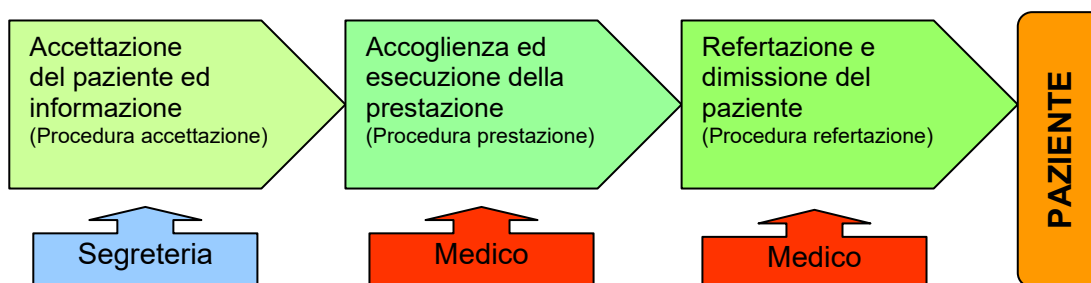 Accettazione
del paziente ed
informazione
(Procedura accettazione)
Accoglienza ed
esecuzione della
prestazione
(Procedura prestazione)
Refertazione e
dimissione del
paziente
(Procedura refertazione)
PAZIENTE
Segreteria
Medico
Medico